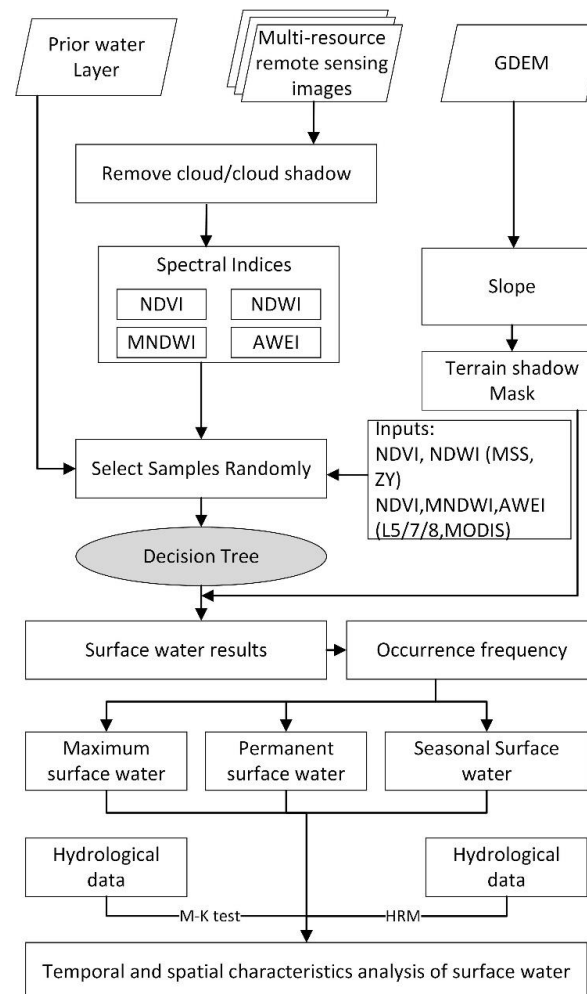 Prior water
Layer
Multi-resource
remote sensing
images
GDEM
Remove cloud/cloud shadow
Spectral Indices
NDVI
NDWI
MNDWI
AWEI
Slope
Terrain shadow
Mask
Inputs:
NDVI, NDWI (MSS,
ZY)
NDVI,MNDWI,AWEI
(L5/7/8,MODIS)
Select Samples Randomly
Decision Tree
Surface water results
Occurrence frequency
Maximum
surface water
Permanent
surface water
Seasonal Surface
water
Hydrological
data
Hydrological
data
M-K test
HRM
Temporal and spatial characteristics analysis of surface water